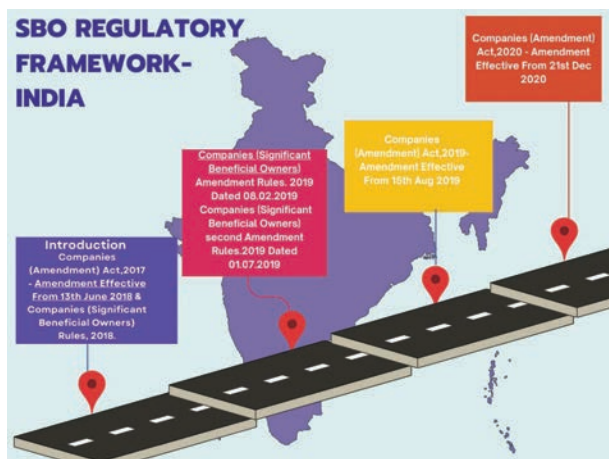 SBO REGULATORY
FRAMEWORK-
INDIA
Companies (Amendment)
Act,2020 - Amendment
Effective From 21st Dec
2020
Companies
(Amendment) Act,2019-
Amendment Effective
From 15th Aug 2019
Companies (Significant
Beneficial Owners)
Amendment Rules. 2019
Dated 08.02.2019
Companies (Significant
Beneficial Owners)
second Amendment
Rules.2019 Dated
01.07.2019
Introduction
Companies
(Amendment) Act,2017
- Amendment Effective
From 13th June 2018 &
Companies (Significant
Beneficial Owners)
Rules, 2018.